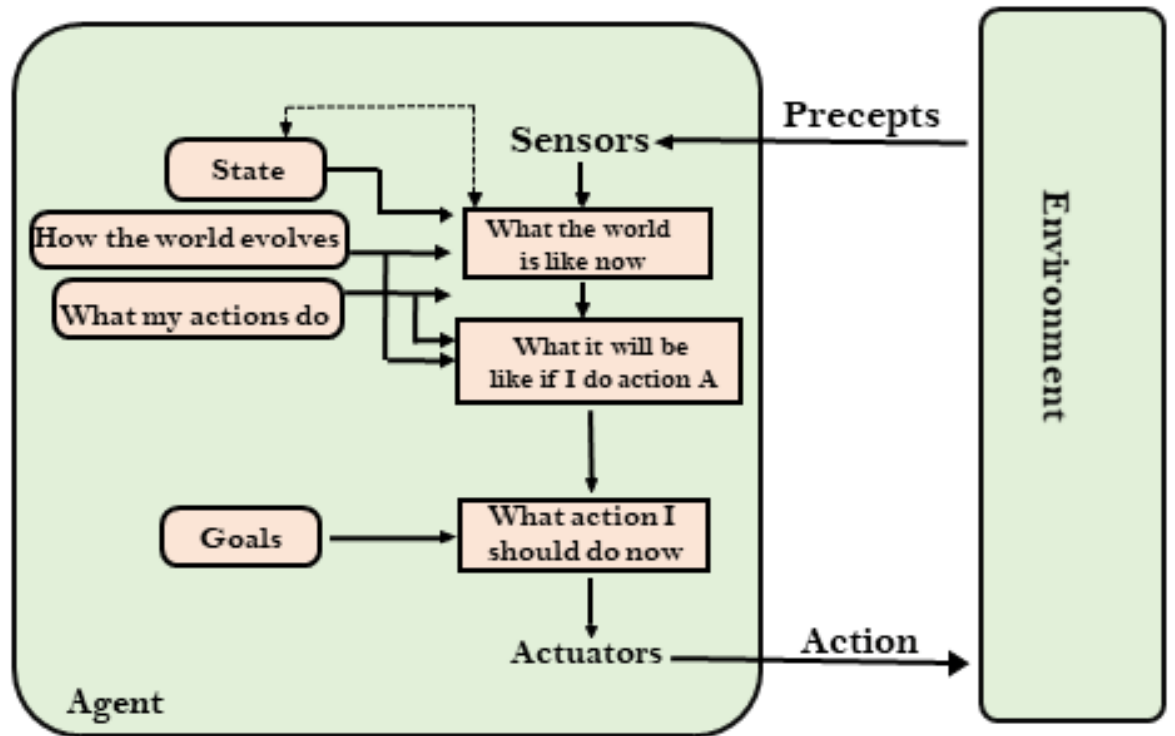 Precepts
Sensors
State
How the world evolves
What the world
is like now
What my actions do
What it will be
like if I do action A
Environment
Goals
What action I
should do now
Actuators
Action
Agent